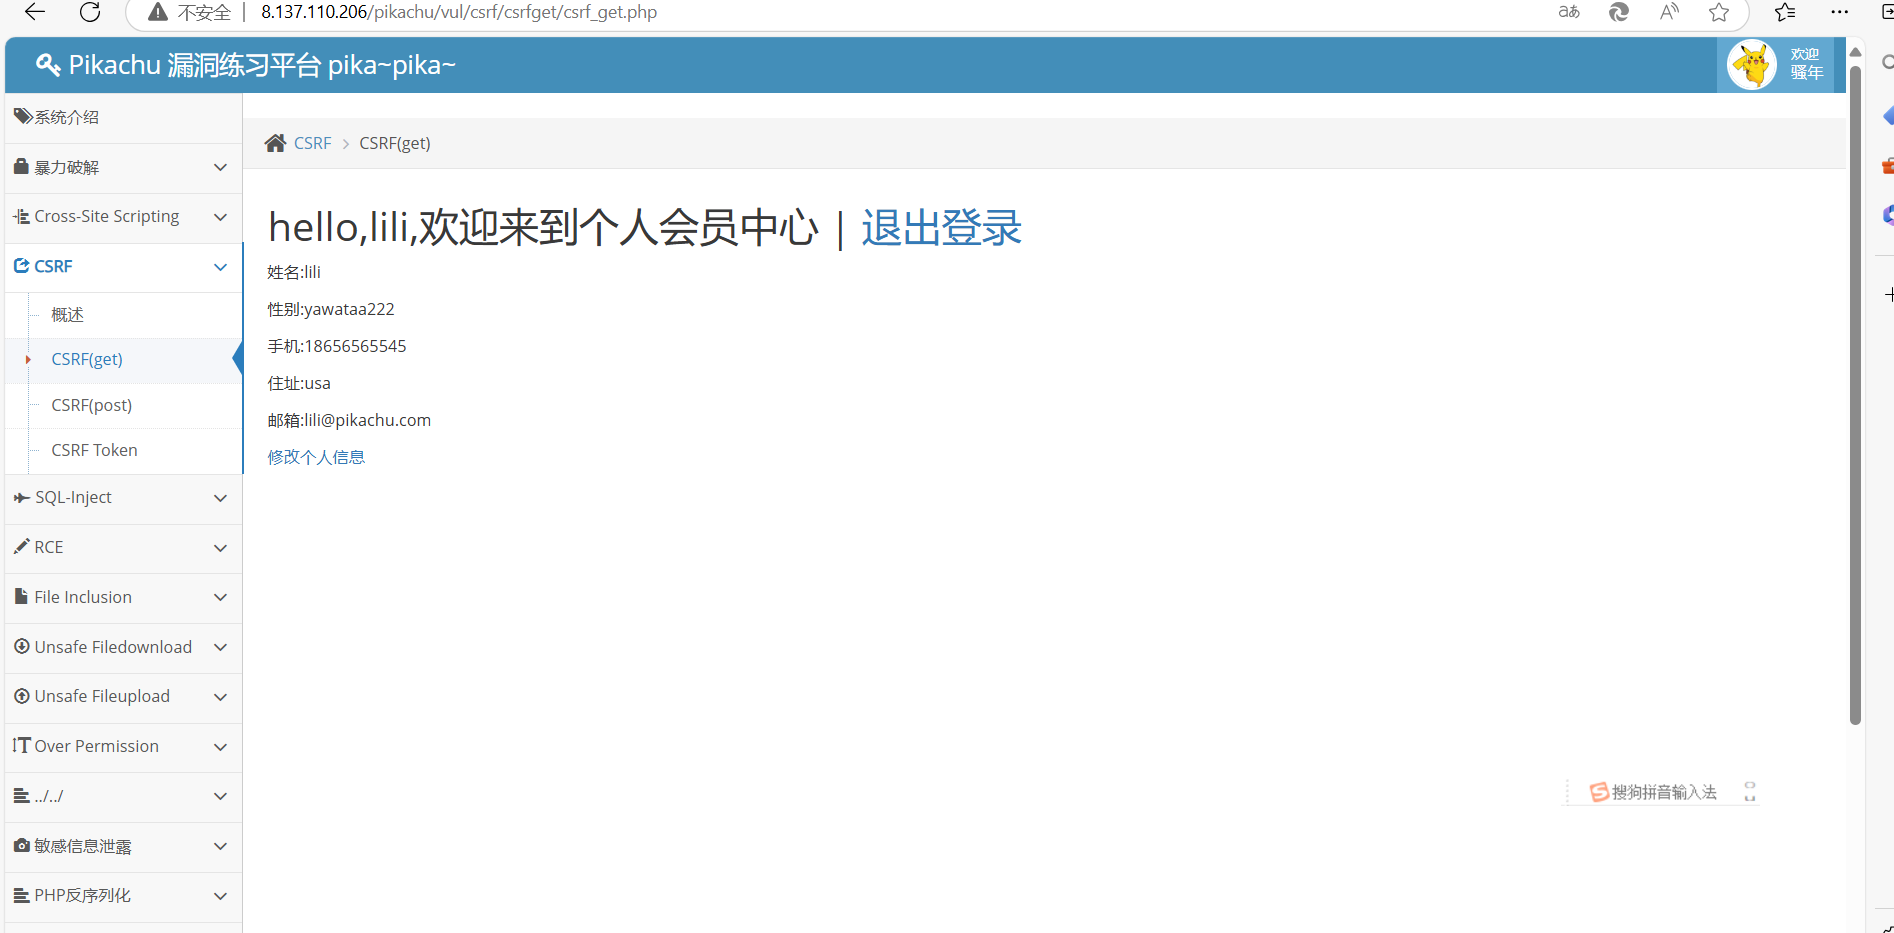 不安全 | 8.137.110.206/pikachu/vul/csrf/csrfget/csrf_get.php
Pikachu 漏洞练习平台 pika~pika~
欢迎
骚年
系统介绍
暴力破解
Cross-Site Scripting
CSRF
概述
CSRF(get)
CSRF(post)
CSRF Token
SQL-Inject
RCE
File Inclusion
Unsafe Filedownload
Unsafe Fileupload
Over Permission
../../
敏感信息泄露
PHP反序列化
CSRF > CSRF(get)
hello,lili,欢迎来到个人会员中心 | 退出登录
姓名:lili
性别:yawataa222
手机:18656565545
住址:usa
邮箱:lili@pikachu.com
修改个人信息
搜狗拼音输入法